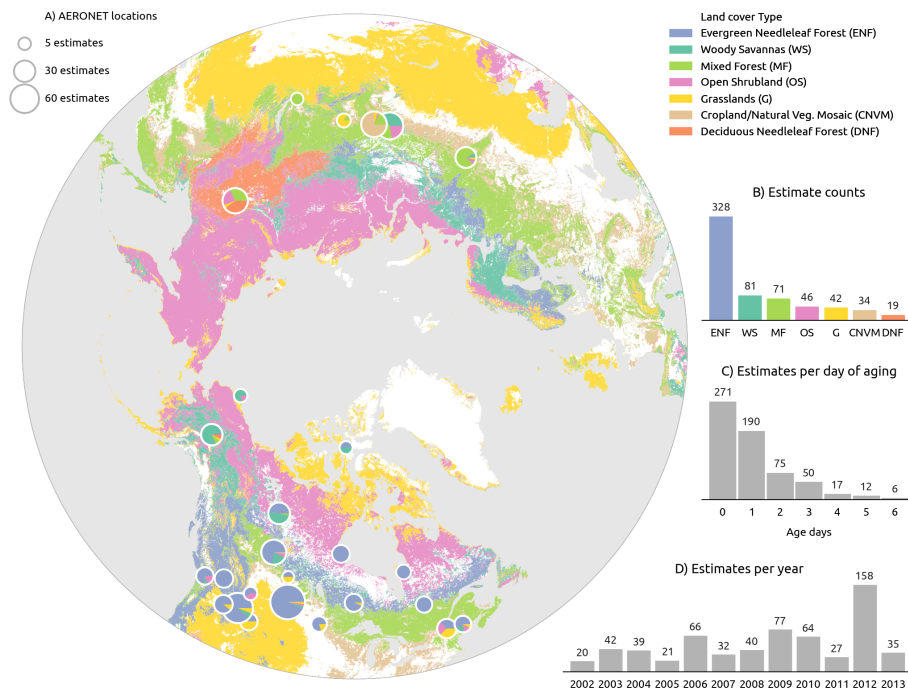 A) AERONET locations
5 estimates
30 estimates
60 estimates
Land cover Type
Evergreen Needleleaf Forest (ENF)
Woody Savannas (WS)
Mixed Forest (MF)
Open Shrubland (OS)
Grasslands (G)
Cropland/Natural Veg. Mosaic (CNVM)
Deciduous Needleleaf Forest (DNF)
B) Estimate counts
328
81
71
46
42
34
19
ENF WS MF OS G CNVM DNF
C) Estimates per day of aging
271
190
75
50
17
12
6
0 1 2 3 4 5 6
Age days
D) Estimates per year
20 42 39 21 66 32 40 77 64 27 158 35
2002 2003 2004 2005 2006 2007 2008 2009 2010 2011 2012 2013